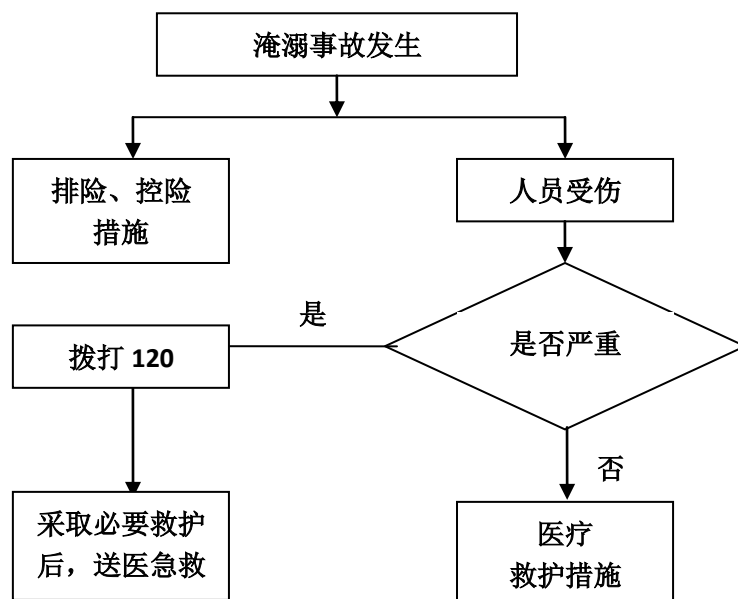 淹溺事故发生
排险、控险
措施
人员受伤
是
拨打 120
是否严重
否
采取必要救护
后，送医急救
医疗
救护措施